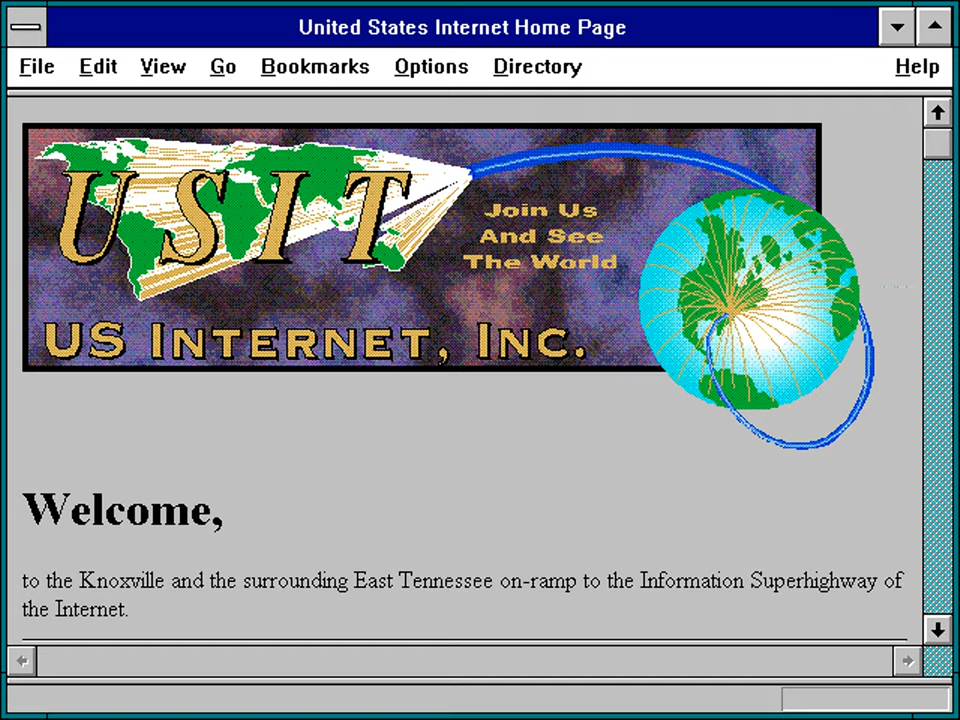 United States Internet Home Page
File Edit View Go Bookmarks Options Directory Help
USIT
Join Us
And See
The World
US Internet, Inc.
Welcome,
to the Knoxville and the surrounding East Tennessee on-ramp to the Information Superhighway of
the Internet.